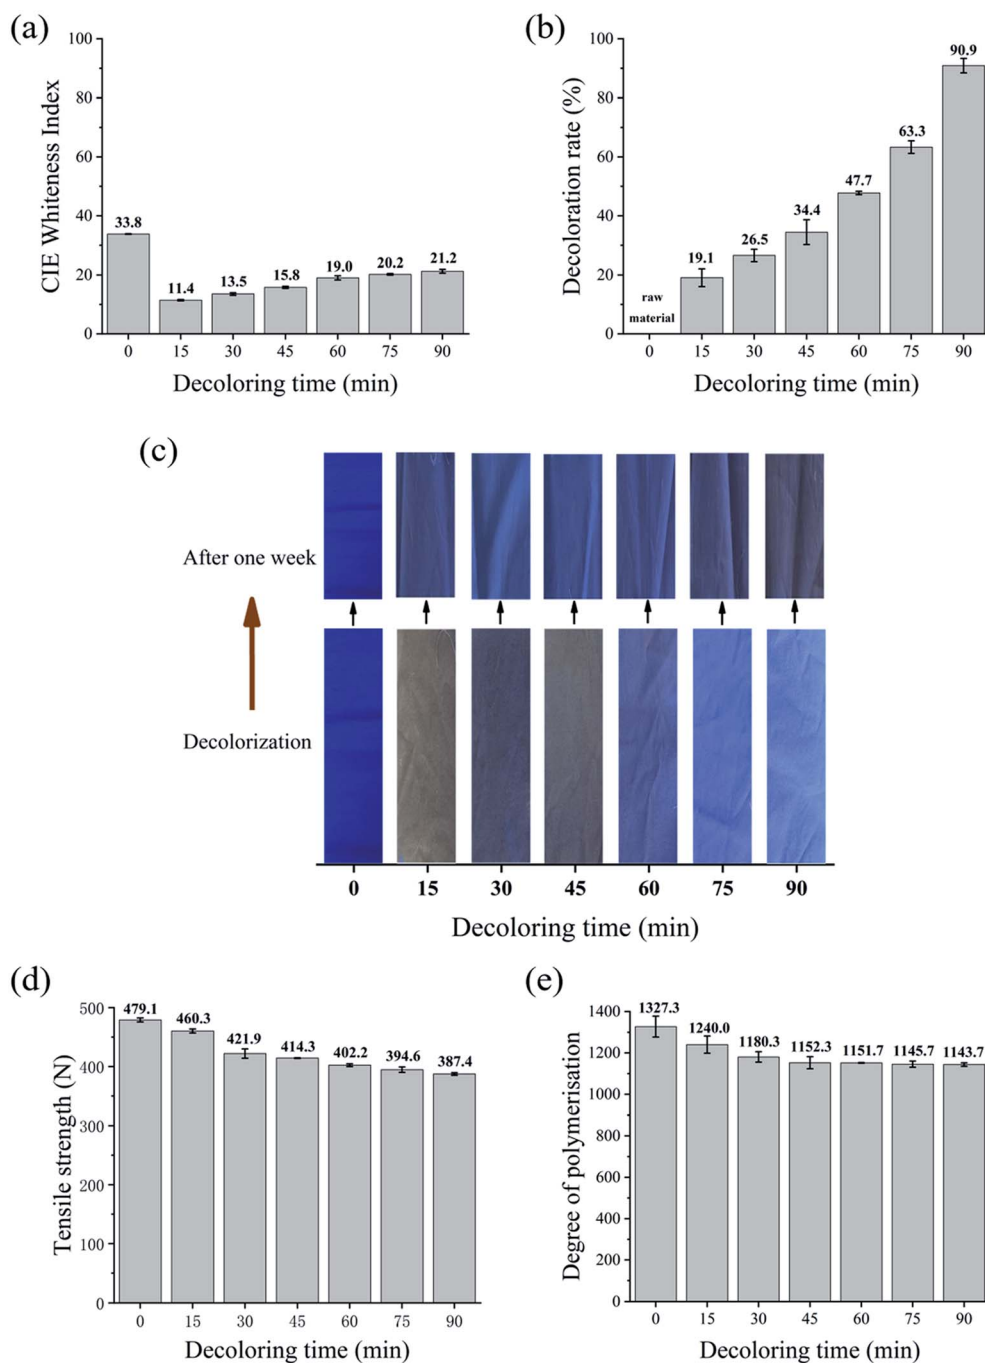 (a)
100
80
60
40
20
0
CIE Whiteness Index
33.8
11.4
13.5
15.8
19.0
20.2
21.2
0 15 30 45 60 75 90
Decoloring time (min)
(b)
100
80
60
40
20
0
Decoloration rate (%)
raw
material
19.1
26.5
34.4
47.7
63.3
90.9
0 15 30 45 60 75 90
Decoloring time (min)
(c)
After one week
Decolorization
0 15 30 45 60 75 90
Decoloring time (min)
(d)
500
400
300
200
100
0
Tensile strength (N)
479.1
460.3
421.9
414.3
402.2
394.6
387.4
0 15 30 45 60 75 90
Decoloring time (min)
(e)
1400
1200
1000
800
600
400
200
0
Degree of polymerisation
1327.3
1240.0
1180.3
1152.3
1151.7
1145.7
1143.7
0 15 30 45 60 75 90
Decoloring time (min)